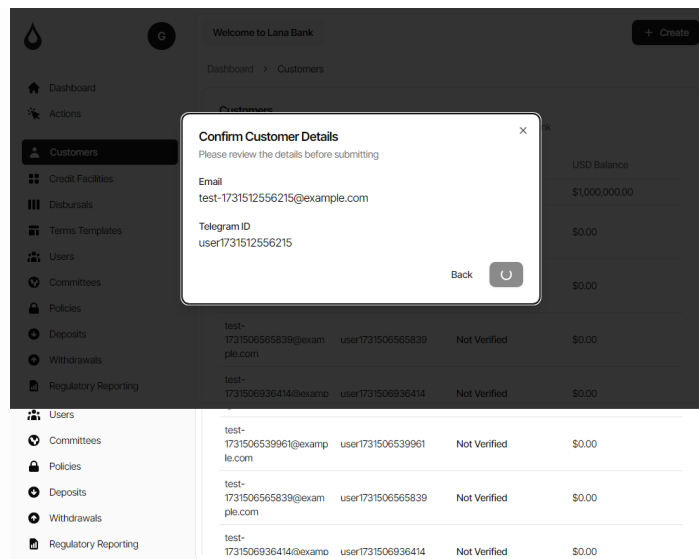 G
Welcome to Lana Bank
+ Create
Dashboard > Customers
Dashboard
Actions
Customers
Credit Facilities
Disbursals
Terms Templates
Users
Committees
Policies
Deposits
Withdrawals
Regulatory Reporting
Customers
Confirm Customer Details
×
Please review the details before submitting
Email
test-1731512556215@example.com
Telegram ID
user1731512556215
Back
USD Balance
$1,000,000.00
$0.00
$0.00
test-
1731506565839@exam user1731506565839 Not Verified $0.00
ple.com
test-
1731506936414@examp user1731506936414 Not Verified $0.00
Users
Committees
Policies
Deposits
Withdrawals
Regulatory Reporting
test-
1731506539961@examp user1731506539961 Not Verified $0.00
le.com
test-
1731506565839@exam user1731506565839 Not Verified $0.00
ple.com
test-
1731506936414@examp user1731506936414 Not Verified $0.00